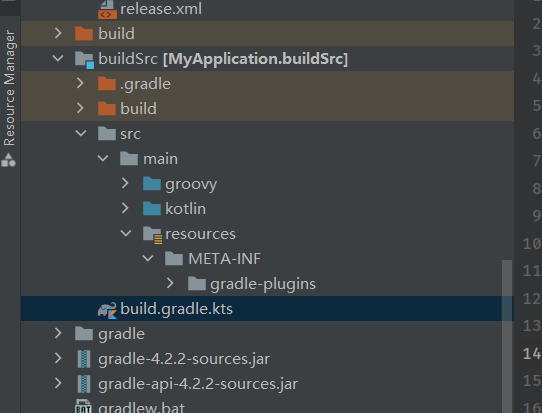 release.xml
build
buildSrc [MyApplication.buildSrc]
.gradle
build
src
main
groovy
kotlin
resources
META-INF
gradle-plugins
build.gradle.kts
gradle
gradle-4.2.2-sources.jar
gradle-api-4.2.2-sources.jar
gradlew.bat
Resource Manager
2
3
4
5
6
7
8
9
10
11
12
13
14
15
16